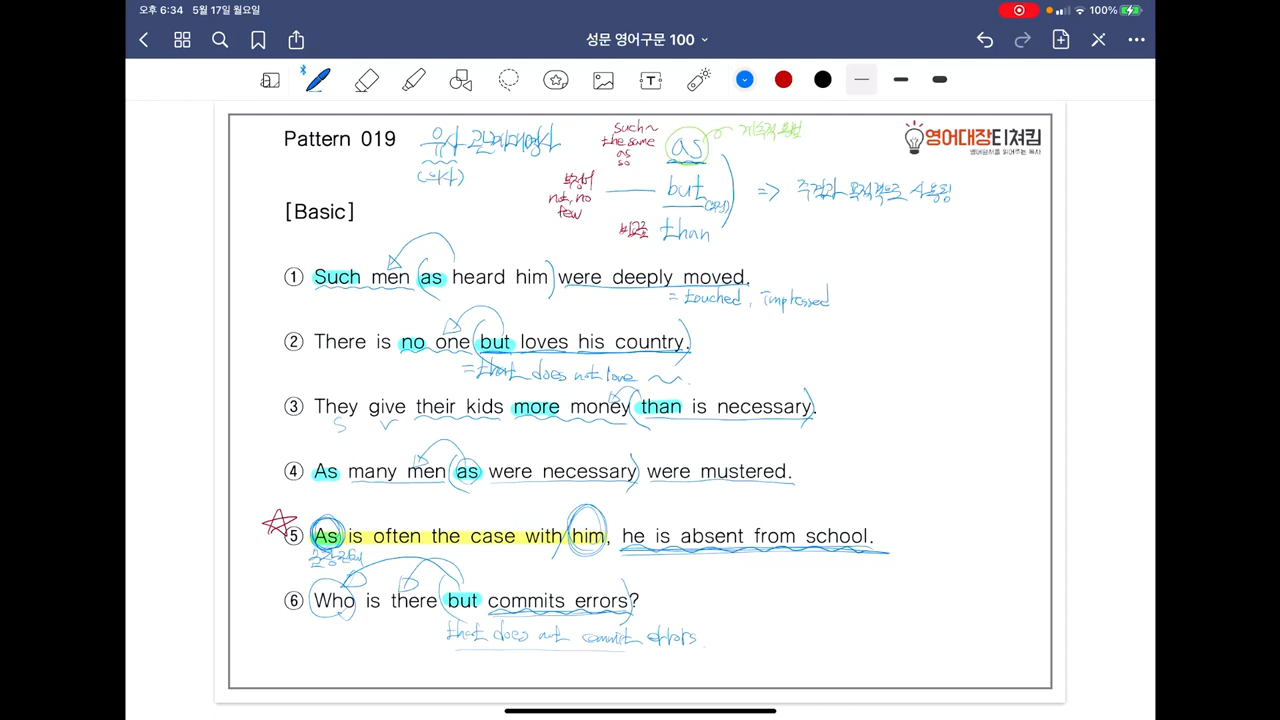 오후 6:34 5월 17일 월요일
100%
성문 영어구문 100
Pattern 019
유사 관계대명사
(의사)
such~
the same
as
so
as
계속적 용법
부정어
not, no
few
but
비교급
than
=> 주격과 목적격으로 사용됨
영어대장티쳐킴
[Basic]
① Such men as heard him were deeply moved.
= touched, impressed
② There is no one but loves his country.
= that does not love
③ They give their kids more money than is necessary.
S V
④ As many men as were necessary were mustered.
⑤ As is often the case with him, he is absent from school.
⑥ Who is there but commits errors?
that does not commit errors.